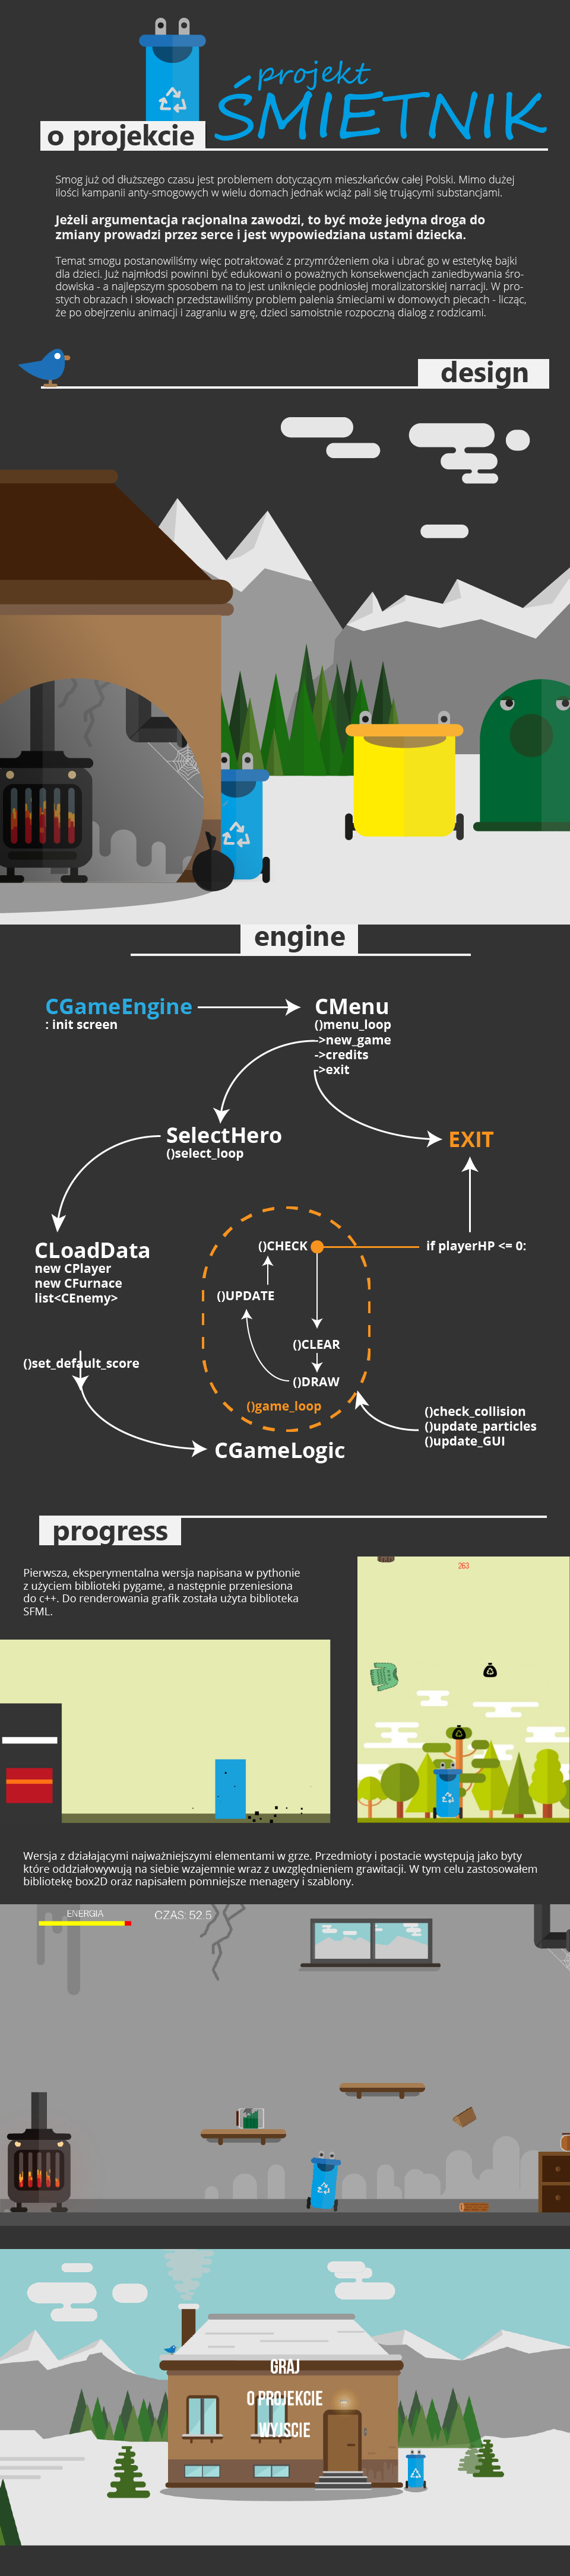 projekt
ŚMIETNIK
o projekcie
Smog już od dłuższego czasu jest problemem dotyczącym mieszkańców całej Polski. Mimo dużej
ilości kampanii anty-smogowych w wielu domach jednak wciąż pali się trującymi substancjami.
Jeżeli argumentacja racjonalna zawodzi, to być może jedyna droga do
zmiany prowadzi przez serce i jest wypowiedziana ustami dziecka.
Temat smogu postanowiliśmy więc potraktować z przymróżeniem oka i ubrać go w estetykę bajki
dla dzieci. Już najmłodsi powinni być edukowani o poważnych konsekwencjach zaniedbywania śro-
dowiska - a najlepszym sposobem na to jest uniknięcie podniosłej moralizatorskiej narracji. W pro-
stych obrazach i słowach przedstawiliśmy problem palenia śmieciami w domowych piecach - licząc,
że po obejrzeniu animacji i zagraniu w grę, dzieci samoistnie rozpoczną dialog z rodzicami.
design
engine
CGameEngine
: init screen
CMenu
()menu_loop
->new_game
->credits
->exit
SelectHero
()select_loop
EXIT
CLoadData
new CPlayer
new CFurnace
list<CEnemy>
()CHECK
if playerHP <= 0:
()UPDATE
()CLEAR
()set_default_score
()DRAW
()game_loop
()check_collision
()update_particles
()update_GUI
CGameLogic
progress
Pierwsza, eksperymentalna wersja napisana w pythonie
z użyciem biblioteki pygame, a następnie przeniesiona
do c++. Do renderowania grafik została użyta biblioteka
SFML.
263
Wersja z działającymi najważniejszymi elementami w grze. Przedmioty i postacie występują jako byty
które oddziaływywują na siebie wzajemnie wraz z uwzględnieniem grawitacji. W tym celu zastosowałem
bibliotekę box2D oraz napisałem pomniejsze menagery i szablony.
ENERGIA
CZAS: 52.5
GRAJ
O PROJEKCIE
WYJSCIE